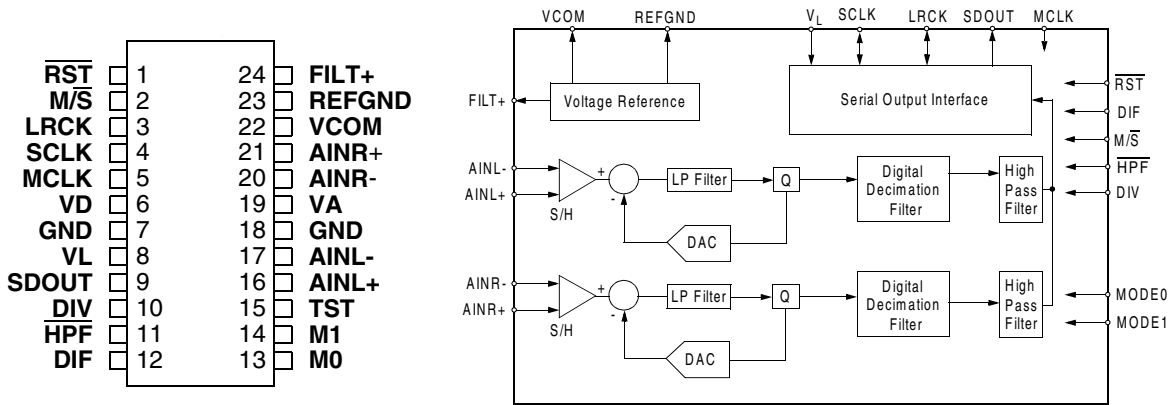 R̅S̅T̅ 1 24 FILT+
M/S̅ 2 23 REFGND
LRCK 3 22 VCOM
SCLK 4 21 AINR+
MCLK 5 20 AINR-
VD 6 19 VA
GND 7 18 GND
VL 8 17 AINL-
SDOUT 9 16 AINL+
DIV 10 15 TST
H̅P̅F̅ 11 14 M1
DIF 12 13 M0
VCOM REFGND VL SCLK LRCK SDOUT MCLK
FILT+ Voltage Reference Serial Output Interface
R̅S̅T̅
DIF
M/S̅
H̅P̅F̅
DIV
AINL-
AINL+
S/H
+
-
LP Filter
Q
DAC
Digital
Decimation
Filter
High
Pass
Filter
AINR-
AINR+
S/H
+
-
LP Filter
Q
DAC
Digital
Decimation
Filter
High
Pass
Filter
MODE0
MODE1